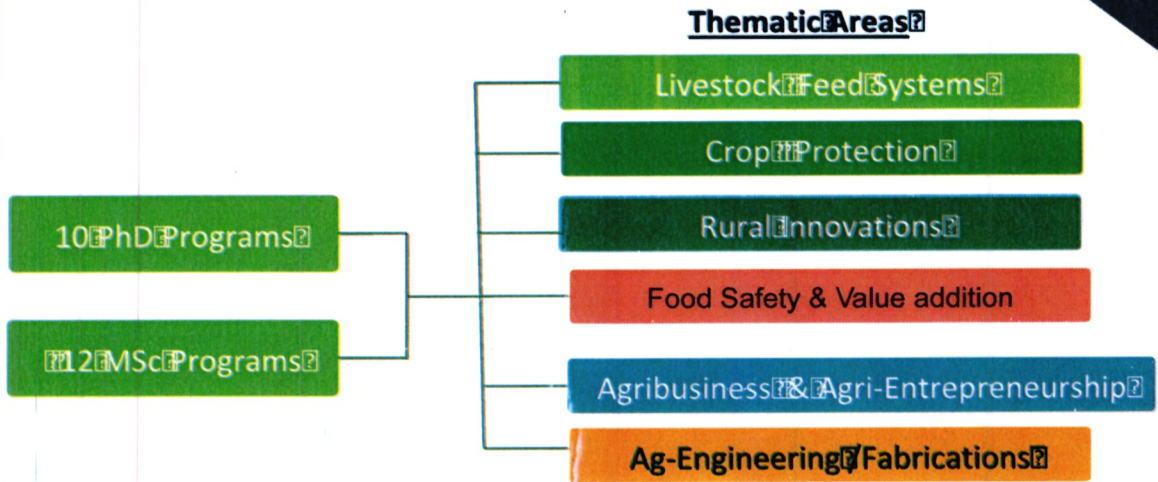 Thematic Areas
10 PhD Programs
12 MSc Programs
Livestock Feed Systems
Crop Protection
Rural Innovations
Food Safety & Value addition
Agribusiness & Agri-Entrepreneurship
Ag-Engineering/Fabrications